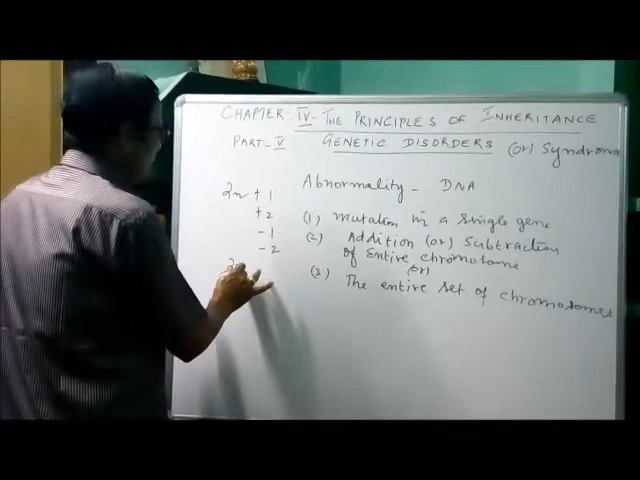 CHAPTER - IV - THE PRINCIPLES OF INHERITANCE
PART - V GENETIC DISORDERS (or) Syndrome
2n + 1 Abnormality - DNA
+ 2 (1) mutation in a single gene
- 1 (2) Addition (or) Subtraction
- 2 of Entire chromosome
(or)
(3) The entire set of chromosomes